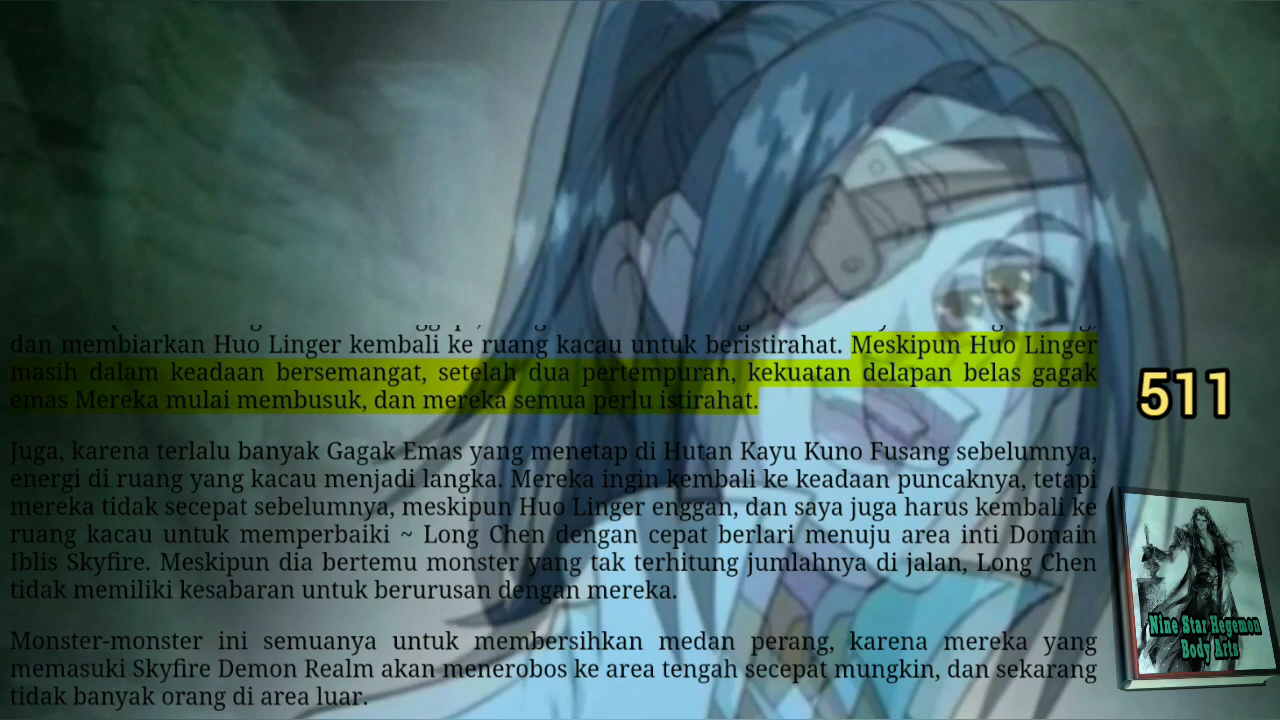 dan membiarkan Huo Linger kembali ke ruang kacau untuk beristirahat. Meskipun Huo Linger
masih dalam keadaan bersemangat, setelah dua pertempuran, kekuatan delapan belas gagak
emas Mereka mulai membusuk, dan mereka semua perlu istirahat.
Juga, karena terlalu banyak Gagak Emas yang menetap di Hutan Kayu Kuno Fusang sebelumnya,
energi di ruang yang kacau menjadi langka. Mereka ingin kembali ke keadaan puncaknya, tetapi
mereka tidak secepat sebelumnya, meskipun Huo Linger enggan, dan saya juga harus kembali ke
ruang kacau untuk memperbaiki ~ Long Chen dengan cepat berlari menuju area inti Domain
Iblis Skyfire. Meskipun dia bertemu monster yang tak terhitung jumlahnya di jalan, Long Chen
tidak memiliki kesabaran untuk berurusan dengan mereka.
Monster-monster ini semuanya untuk membersihkan medan perang, karena mereka yang
memasuki Skyfire Demon Realm akan menerobos ke area tengah secepat mungkin, dan sekarang
tidak banyak orang di area luar.
511
Nine Star Hegemon
Body Arts